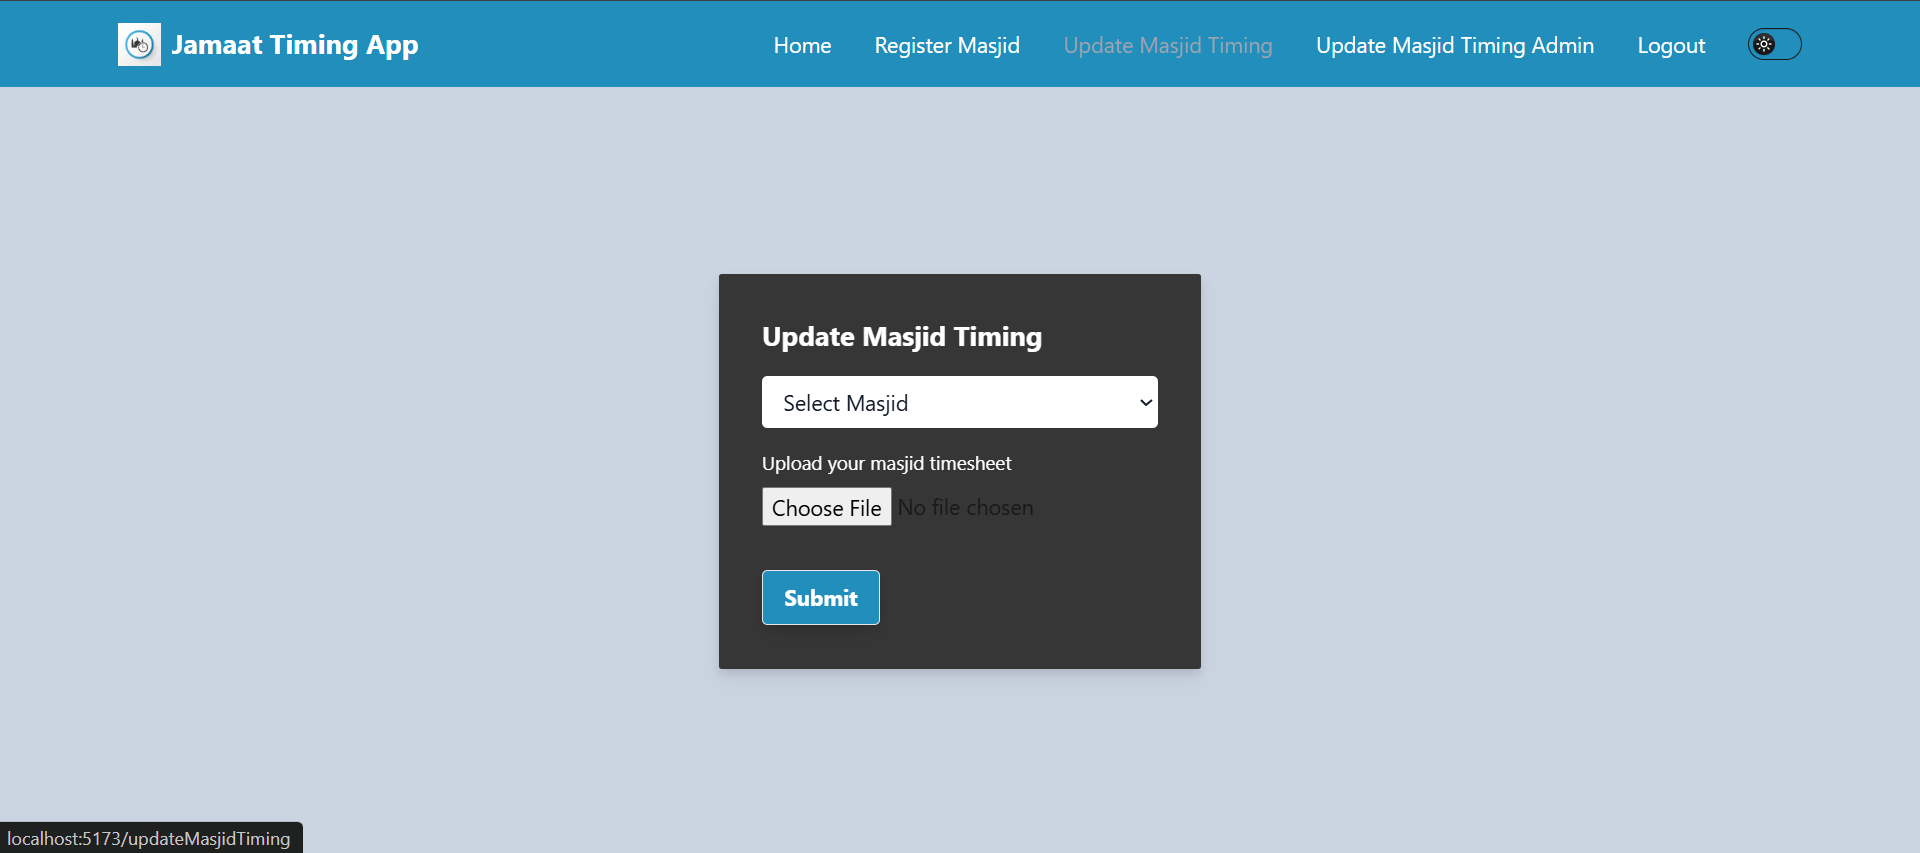 Jamaat Timing App
Home
Register Masjid
Update Masjid Timing
Update Masjid Timing Admin
Logout
Update Masjid Timing
Select Masjid
Upload your masjid timesheet
Choose File No file chosen
Submit
localhost:5173/updateMasjidTiming